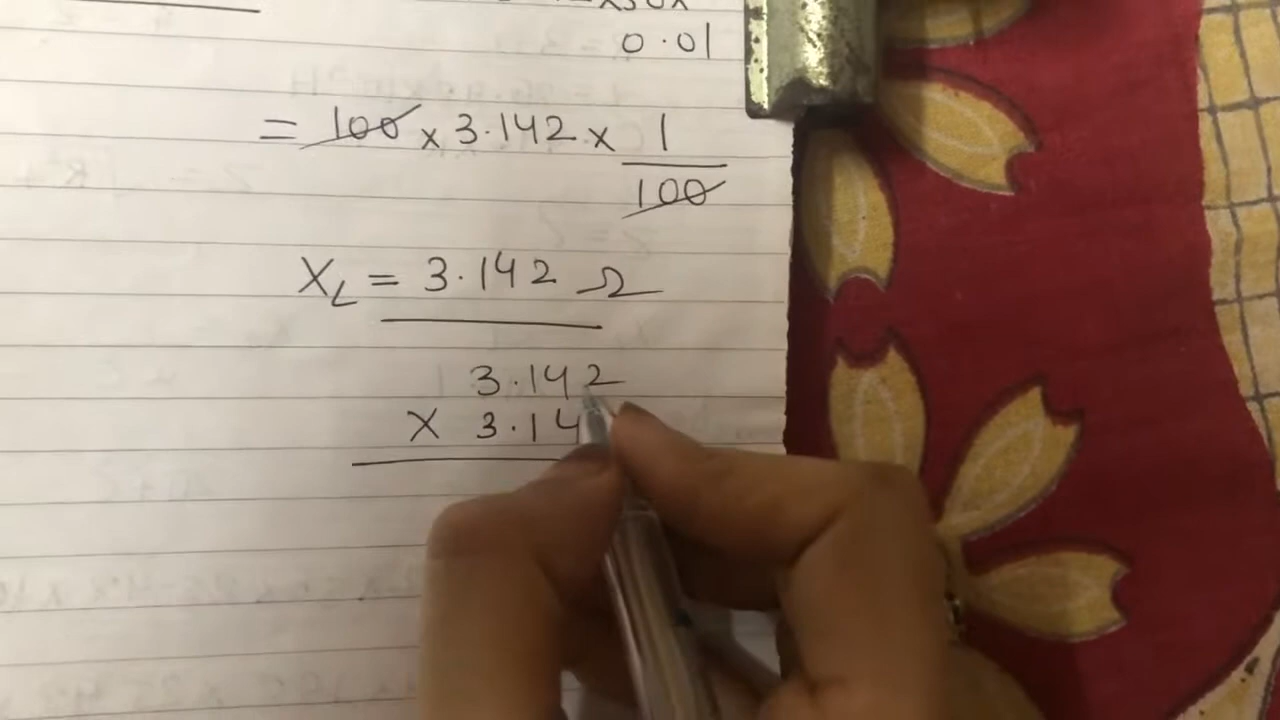 0.01
= 100 x 3.142 x 1
100
XL = 3.142 Ω
3.142
X 3.14